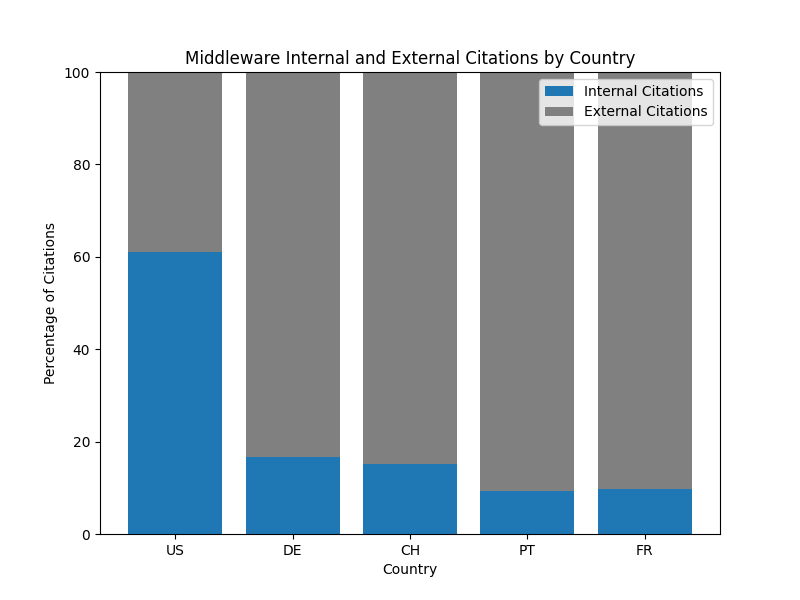 Middleware Internal and External Citations by Country
Internal Citations
External Citations
Percentage of Citations
100
80
60
40
20
0
US DE CH PT FR
Country